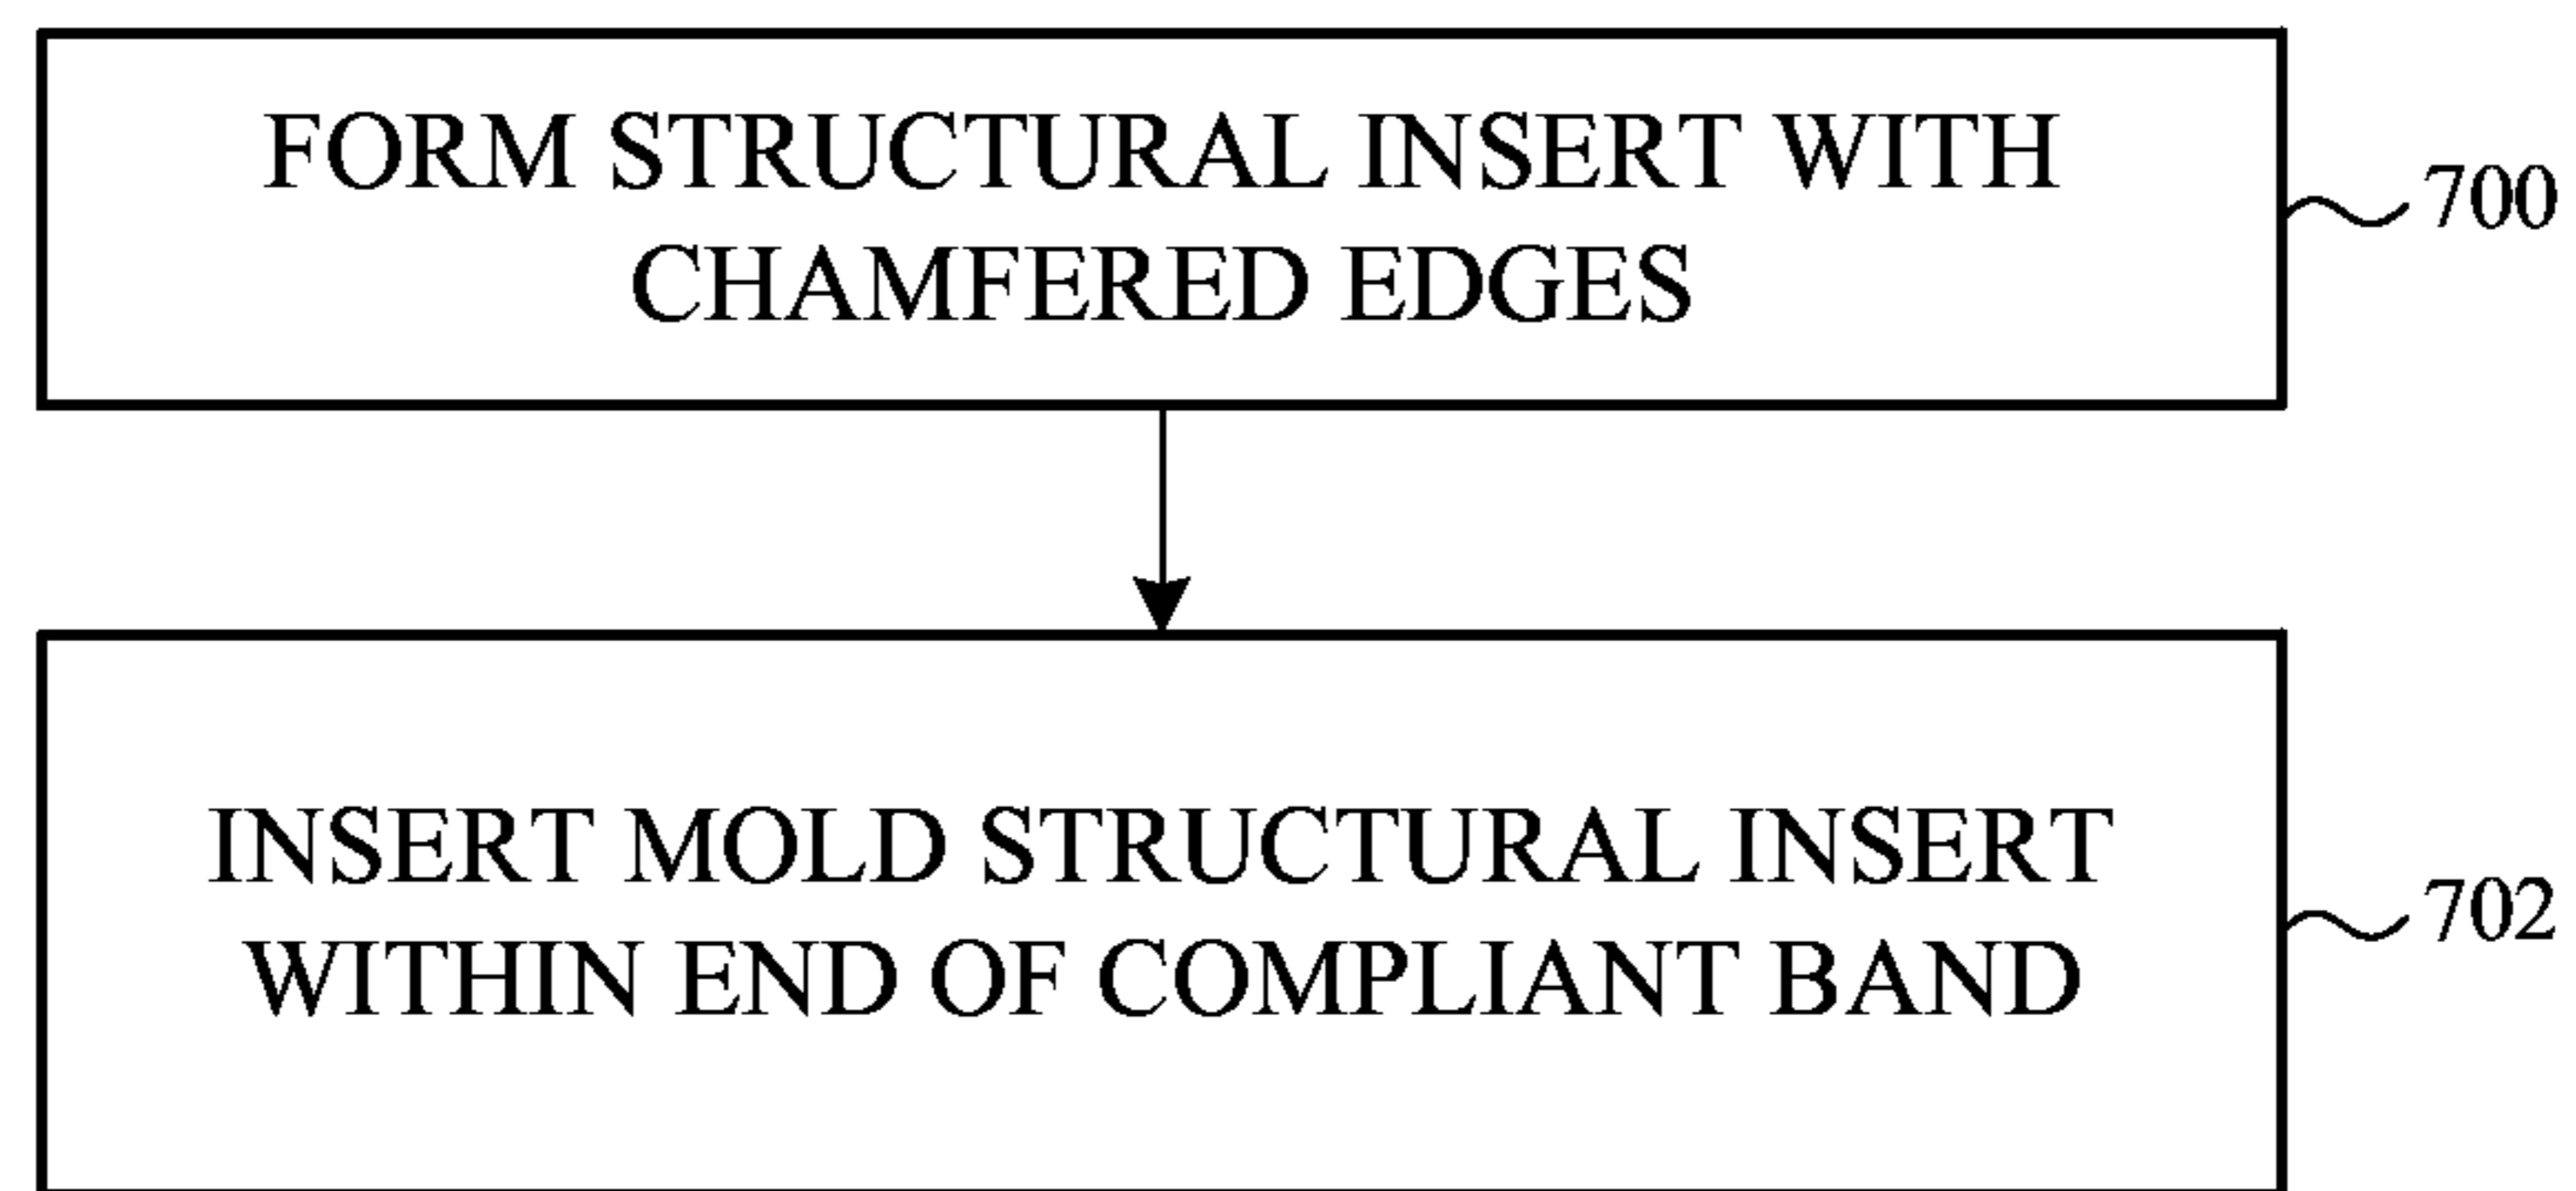 FORM STRUCTURAL INSERT WITH
CHAMFERED EDGES
700
INSERT MOLD STRUCTURAL INSERT
WITHIN END OF COMPLIANT BAND
702